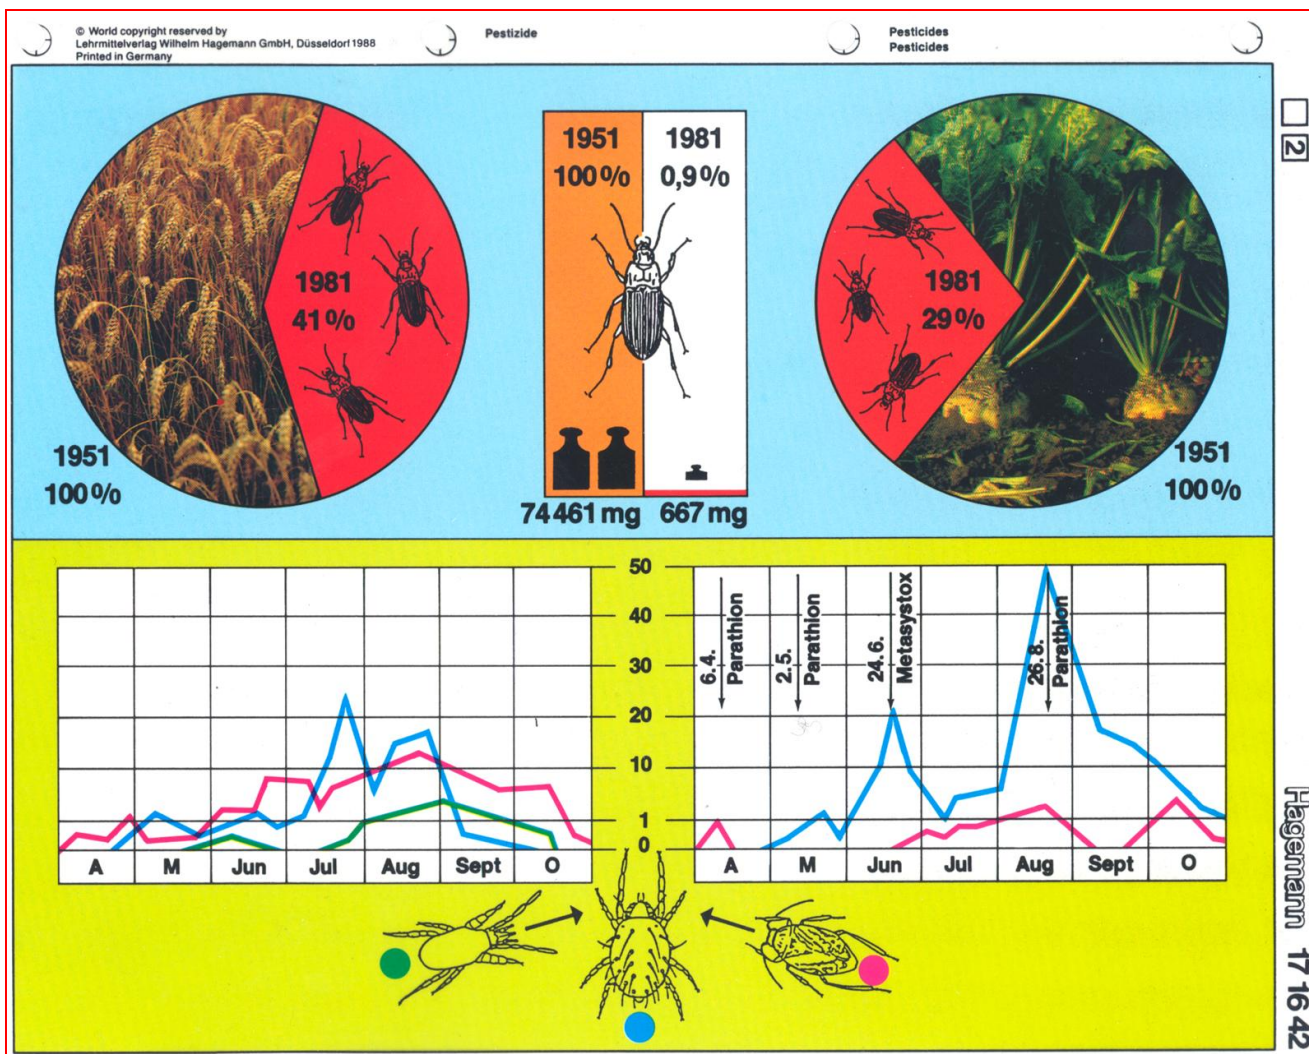 © World copyright reserved by
Lehrmittelverlag Wilhelm Hagemann GmbH, Düsseldorf 1988
Printed in Germany
Pestizide
Pesticides
Pesticides
2
1951
100%
1981
41%
1951
100%
1981
0,9%
74 461 mg
667 mg
1981
29%
1951
100%
50
40
30
20
10
1
0
A M Jun Jul Aug Sept O
6.4.
Parathion
2.5.
Parathion
24.6.
Metasystox
26.8.
Parathion
A M Jun Jul Aug Sept O
Hagemann 17 16 42